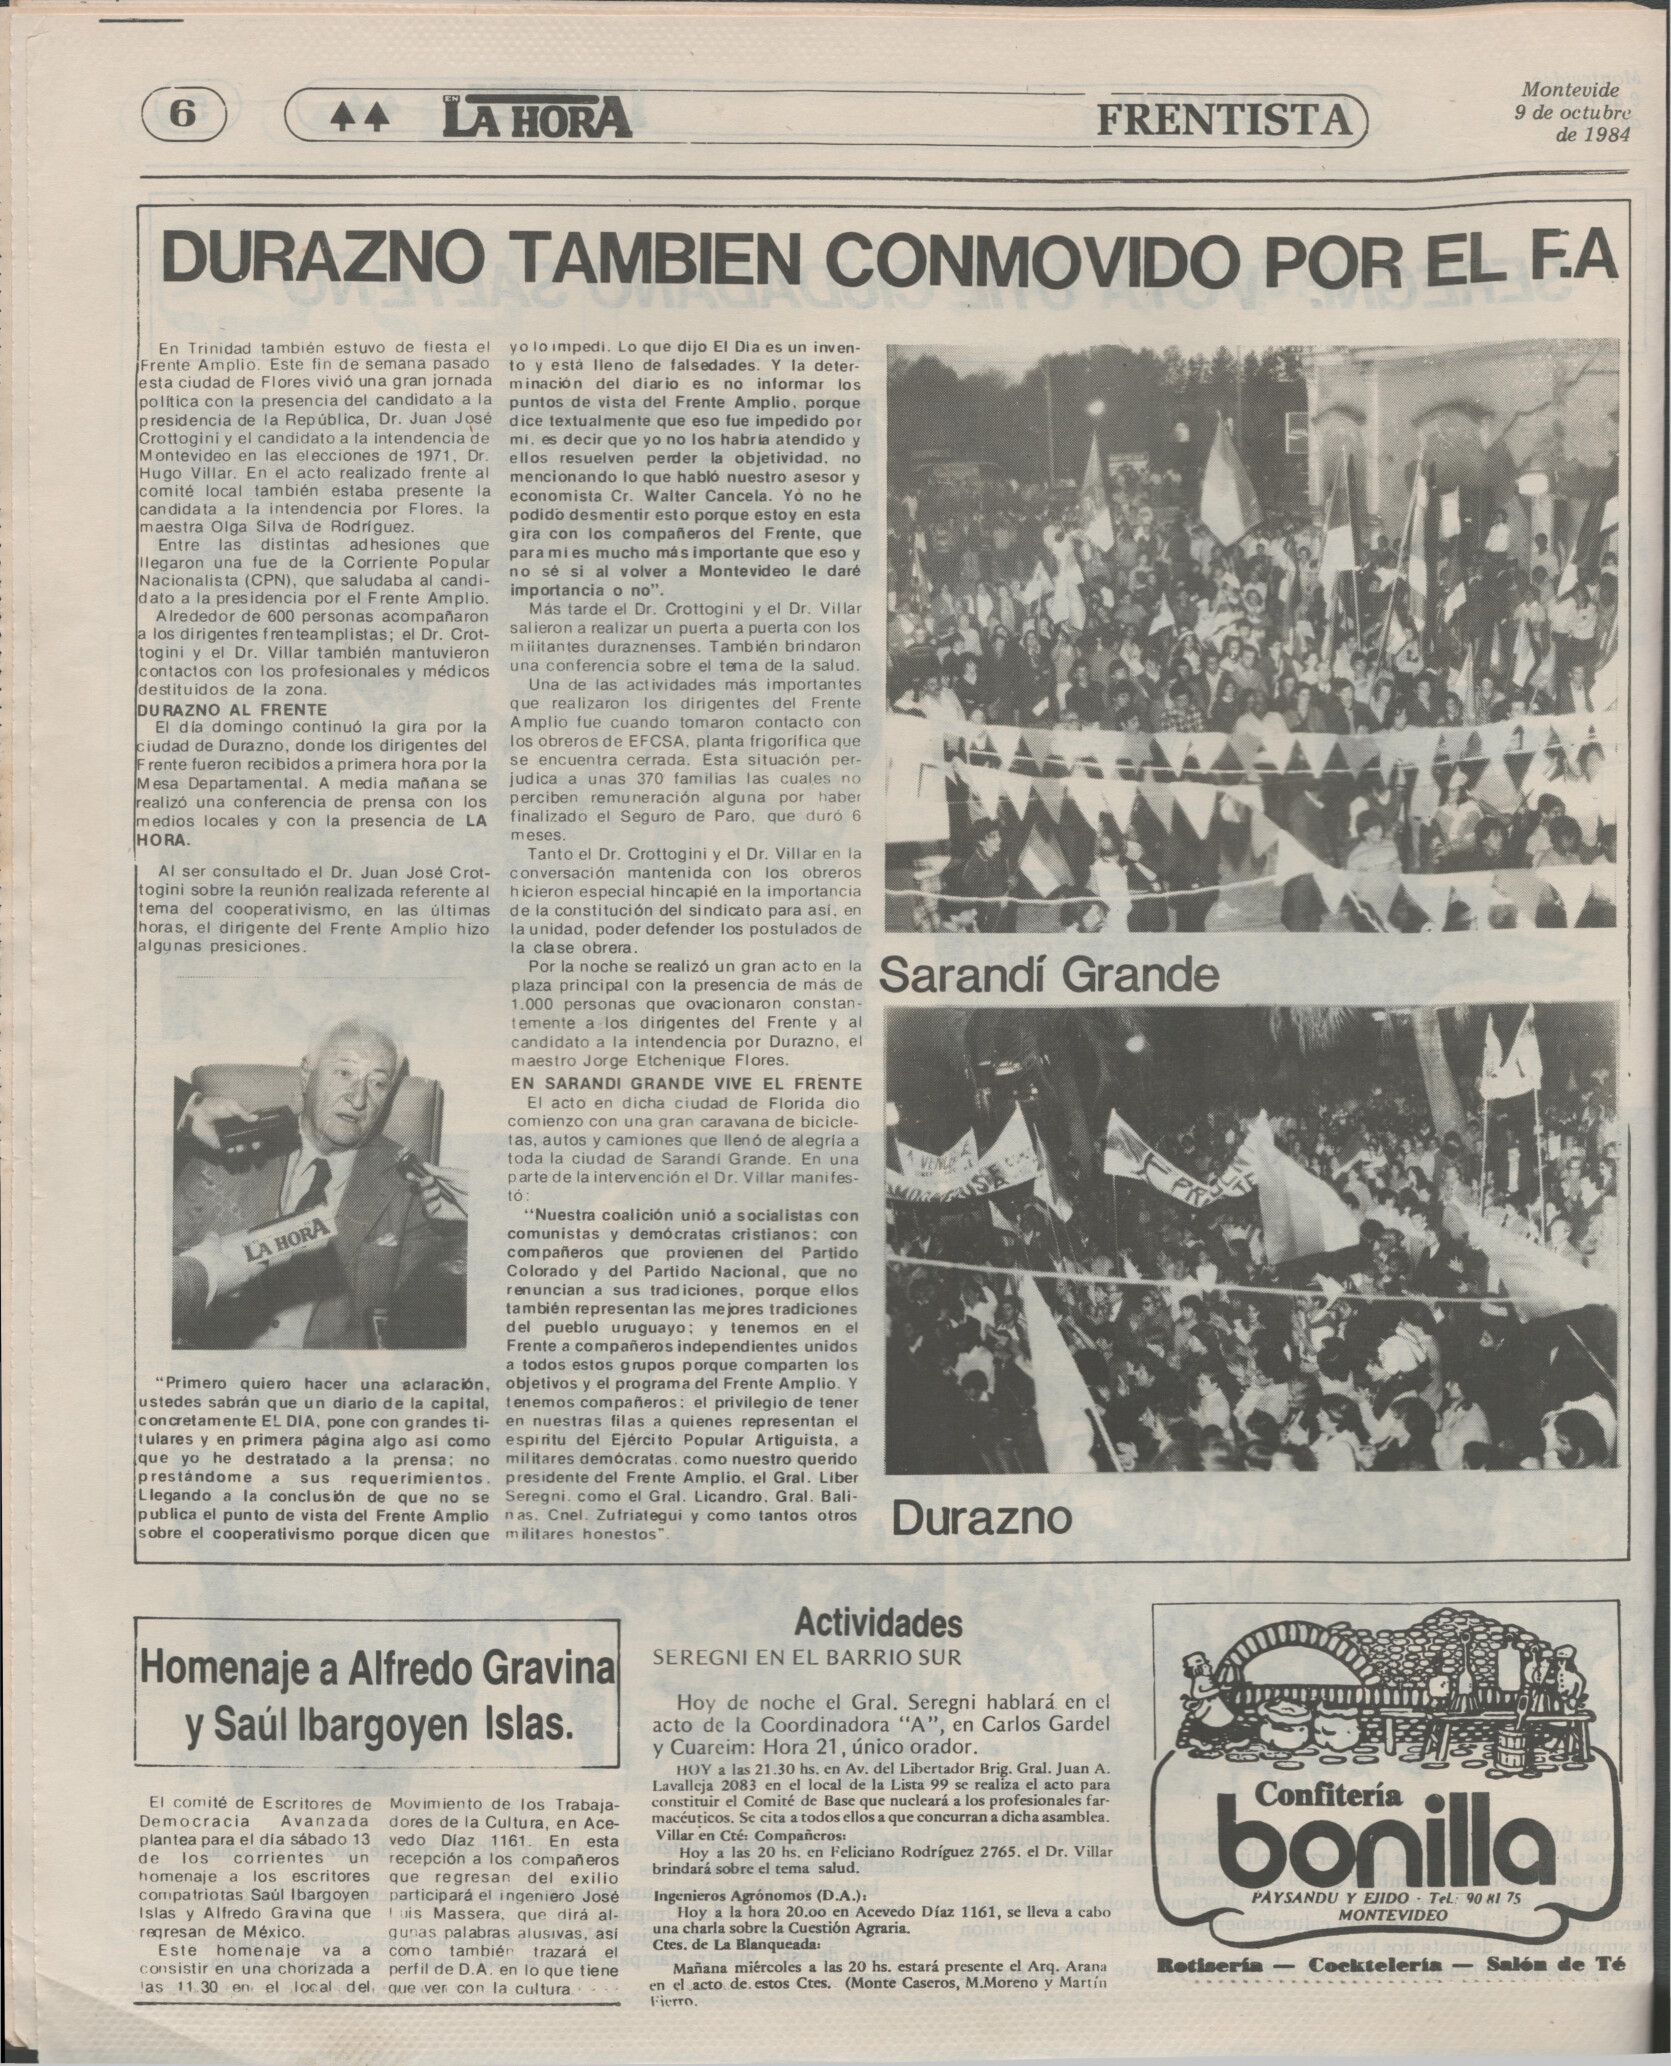 6
EN
LA HORA
FRENTISTA
Montevide
9 de octubre
de 1984
DURAZNO TAMBIEN CONMOVIDO POR EL F.A
En Trinidad también estuvo de fiesta el
Frente Amplio. Este fin de semana pasado
esta ciudad de Flores vivió una gran jornada
política con la presencia del candidato a la
presidencia de la República, Dr. Juan José
Crottogini y el candidato a la intendencia de
Montevideo en las elecciones de 1971, Dr.
Hugo Villar. En el acto realizado frente al
comité local también estaba presente la
candidata a la intendencia por Flores, la
maestra Olga Silva de Rodríguez.
Entre las distintas adhesiones que
llegaron una fue de la Corriente Popular
Nacionalista (CPN), que saludaba al candi-
dato a la presidencia por el Frente Amplio.
Alrededor de 600 personas acompañaron
a los dirigentes frenteamplistas; el Dr. Crot-
togini y el Dr. Villar también mantuvieron
contactos con los profesionales y médicos
destituidos de la zona.
DURAZNO AL FRENTE
El día domingo continuó la gira por la
ciudad de Durazno, donde los dirigentes del
Frente fueron recibidos a primera hora por la
Mesa Departamental. A media mañana se
realizó una conferencia de prensa con los
medios locales y con la presencia de LA
HORA.
Al ser consultado el Dr. Juan José Crot-
togini sobre la reunión realizada referente al
tema del cooperativismo, en las últimas
horas, el dirigente del Frente Amplio hizo
algunas presiciones.
LA HORA
"Primero quiero hacer una aclaración,
ustedes sabrán que un diario de la capital,
concretamente EL DIA, pone con grandes ti-
tulares y en primera página algo así como
que yo he destratado a la prensa; no
prestándome a sus requerimientos.
Llegando a la conclusión de que no se
publica el punto de vista del Frente Amplio
sobre el cooperativismo porque dicen que
yo lo impedi. Lo que dijo El Dia es un inven-
to y está lleno de falsedades. Y la deter-
minación del diario es no informar los
puntos de vista del Frente Amplio, porque
dice textualmente que eso fue impedido por
mi, es decir que yo no los habria atendido y
ellos resuelven perder la objetividad, no
mencionando lo que habló nuestro asesor y
economista Cr. Walter Cancela. Yo no he
podido desmentir esto porque estoy en esta
gira con los compañeros del Frente, que
para mi es mucho más importante que eso y
no sé si al volver a Montevideo le daré
importancia o no".
Más tarde el Dr. Crottogini y el Dr. Villar
salieron a realizar un puerta a puerta con los
militantes duraznenses. También brindaron
una conferencia sobre el tema de la salud.
Una de las actividades más importantes
que realizaron los dirigentes del Frente
Amplio fue cuando tomaron contacto con
los obreros de EFCSA, planta frigorífica que
se encuentra cerrada. Esta situación per-
judica a unas 370 familias las cuales no
perciben remuneración alguna por haber
finalizado el Seguro de Paro, que duró 6
meses.
Tanto el Dr. Crottogini y el Dr. Villar en la
conversación mantenida con los obreros
hicieron especial hincapié en la importancia
de la constitución del sindicato para así, en
la unidad, poder defender los postulados de
la clase obrera.
Por la noche se realizó un gran acto en la
plaza principal con la presencia de más de
1.000 personas que ovacionaron constan-
temente a los dirigentes del Frente y al
candidato a la intendencia por Durazno, el
maestro Jorge Etchenique Flores.
EN SARANDI GRANDE VIVE EL FRENTE
El acto en dicha ciudad de Florida dio
comienzo con una gran caravana de bicicle-
tas, autos y camiones que llenó de alegría a
toda la ciudad de Sarandí Grande. En una
parte de la intervención el Dr. Villar manifes-
tó:
"Nuestra coalición unió a socialistas con
comunistas y demócratas cristianos; con
compañeros que provienen del Partido
Colorado y del Partido Nacional, que no
renuncian a sus tradiciones, porque ellos
también representan las mejores tradiciones
del pueblo uruguayo; y tenemos en el
Frente a compañeros independientes unidos
a todos estos grupos porque comparten los
objetivos y el programa del Frente Amplio. Y
tenemos compañeros; el privilegio de tener
en nuestras filas a quienes representan el
espiritu del Ejército Popular Artiguista, a
militares demócratas, como nuestro querido
presidente del Frente Amplio, el Gral. Liber
Seregni, como el Gral. Licandro, Gral. Bali-
nas, Cnel. Zufriategui y como tantos otros
militares honestos".
Sarandí Grande
Durazno
Homenaje a Alfredo Gravina
y Saúl Ibargoyen Islas.
El comité de Escritores de
Democracia Avanzada
plantea para el día sábado 13
de los corrientes un
homenaje a los escritores
compatriotas Saúl Ibargoyen
Islas y Alfredo Gravina que
regresan de México.
Este homenaje va a
consistir en una chorizada a
las 11.30 en el local del
Movimiento de los Trabaja-
dores de la Cultura, en Ace-
vedo Díaz 1161. En esta
recepción a los compañeros
que regresan del exilio
participará el ingeniero José
Luis Massera, que dirá al-
gunas palabras alusivas, así
como también trazará el
perfil de D.A. en lo que tiene
que ver con la cultura
Actividades
SEREGNI EN EL BARRIO SUR
Hoy de noche el Gral. Seregni hablará en el
acto de la Coordinadora "A", en Carlos Gardel
y Cuareim: Hora 21, único orador.
HOY a las 21.30 hs. en Av. del Libertador Brig. Gral. Juan A.
Lavalleja 2083 en el local de la Lista 99 se realiza el acto para
constituir el Comité de Base que nucleará a los profesionales far-
macéuticos. Se cita a todos ellos a que concurran a dicha asamblea.
Villar en Cté: Compañeros:
Hoy a las 20 hs. en Feliciano Rodríguez 2765. el Dr. Villar
brindará sobre el tema salud.
Ingenieros Agrónomos (D.A.):
Hoy a la hora 20.00 en Acevedo Díaz 1161, se lleva a cabo
una charla sobre la Cuestión Agraria.
Ctes. de La Blanqueada:
Mañana miércoles a las 20 hs. estará presente el Arq. Arana
en el acto de estos Ctes. (Monte Caseros, M.Moreno y Martín
Fierro.
Confitería
bonilla
PAYSANDU Y EJIDO - Tel: 90 81 75
MONTEVIDEO
Rotisería — Cocktelería — Salón de Té